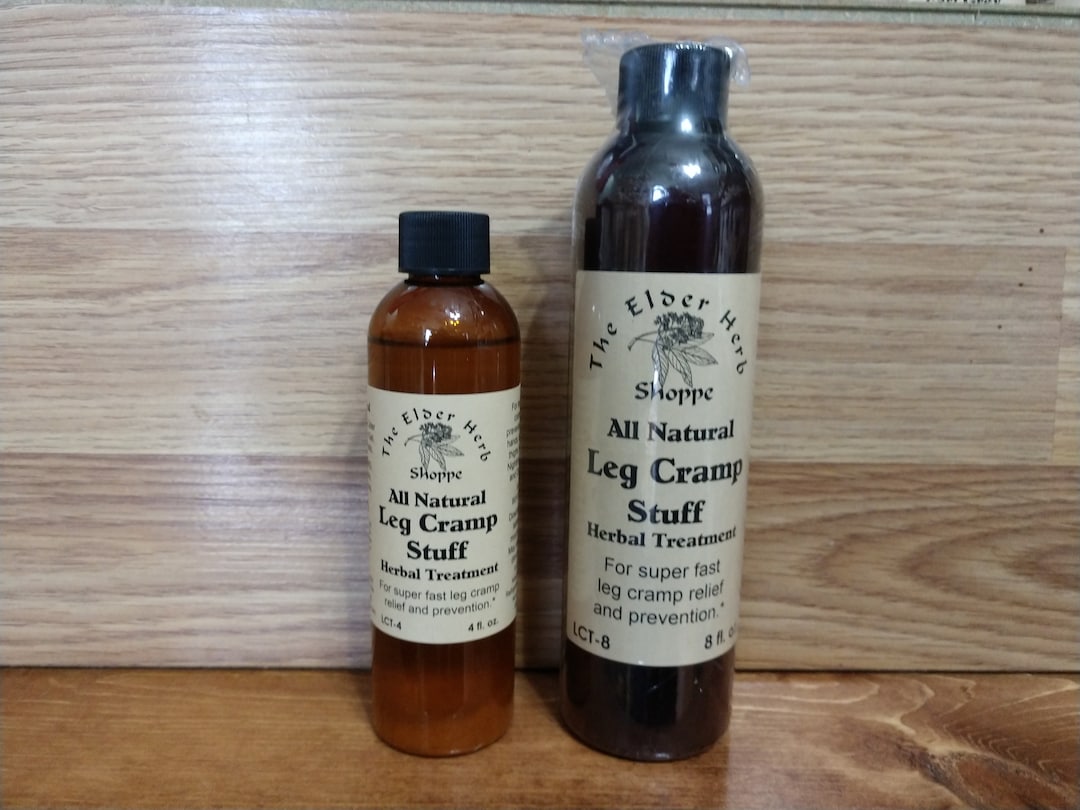 The Elder Herb
Shoppe
All Natural
Leg Cramp
Stuff
Herbal Treatment
For super fast leg cramp
relief and prevention.*
LCT-4 4 fl. oz.
The Elder Herb
Shoppe
All Natural
Leg Cramp
Stuff
Herbal Treatment
For super fast
leg cramp relief
and prevention.*
LCT-8 8 fl.